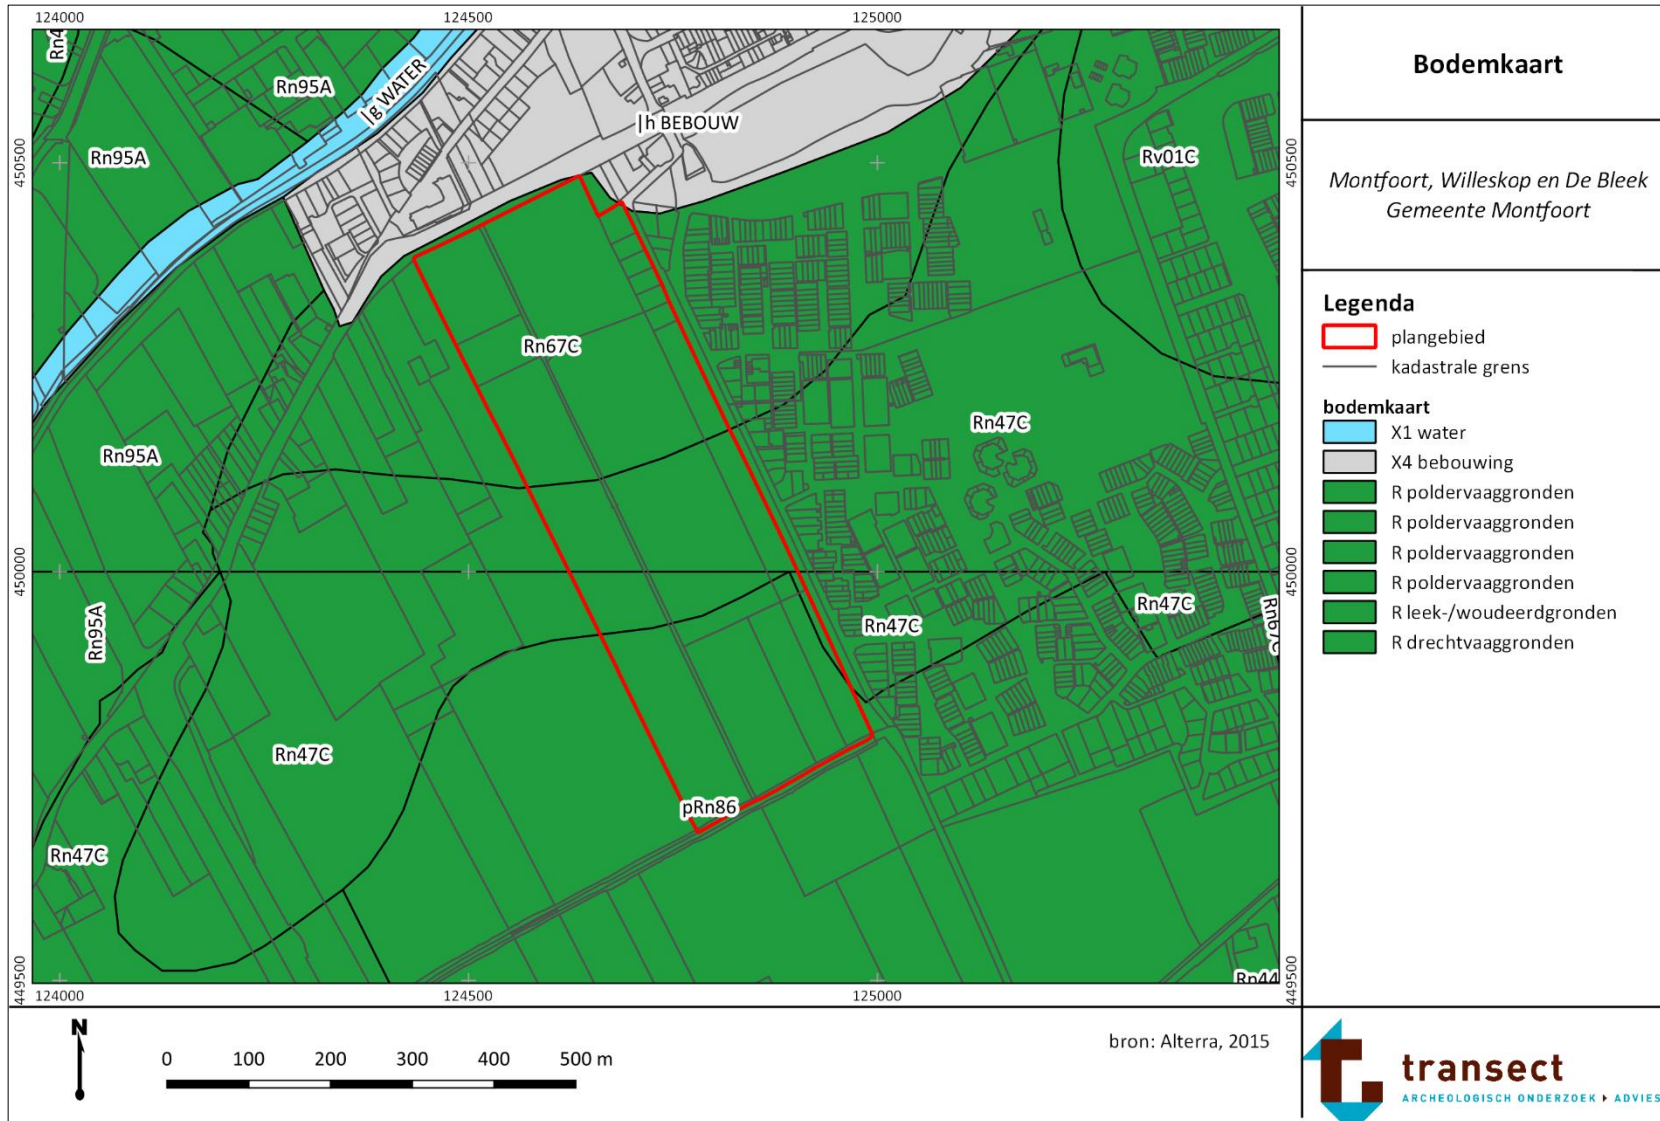 124000
124500
125000
450500
450500
450000
450000
449500
449500
Rn4
Rn95A
|g WATER
|h BEBOUW
Rn95A
Rv01C
Rn67C
Rn47C
Rn95A
Rn95A
Rn47C
Rn47C
Rn67C
Rn47C
pRn86
Rn47C
Rn44
124000
124500
125000
Bodemkaart
Montfoort, Willeskop en De Bleek
Gemeente Montfoort
Legenda
plangebied
kadastrale grens
bodemkaart
X1 water
X4 bebouwing
R poldervaaggronden
R poldervaaggronden
R poldervaaggronden
R poldervaaggronden
R leek-/woudeerdgronden
R drechtvaaggronden
N
0 100 200 300 400 500 m
bron: Alterra, 2015
transect
ARCHEOLOGISCH ONDERZOEK ▸ ADVIES